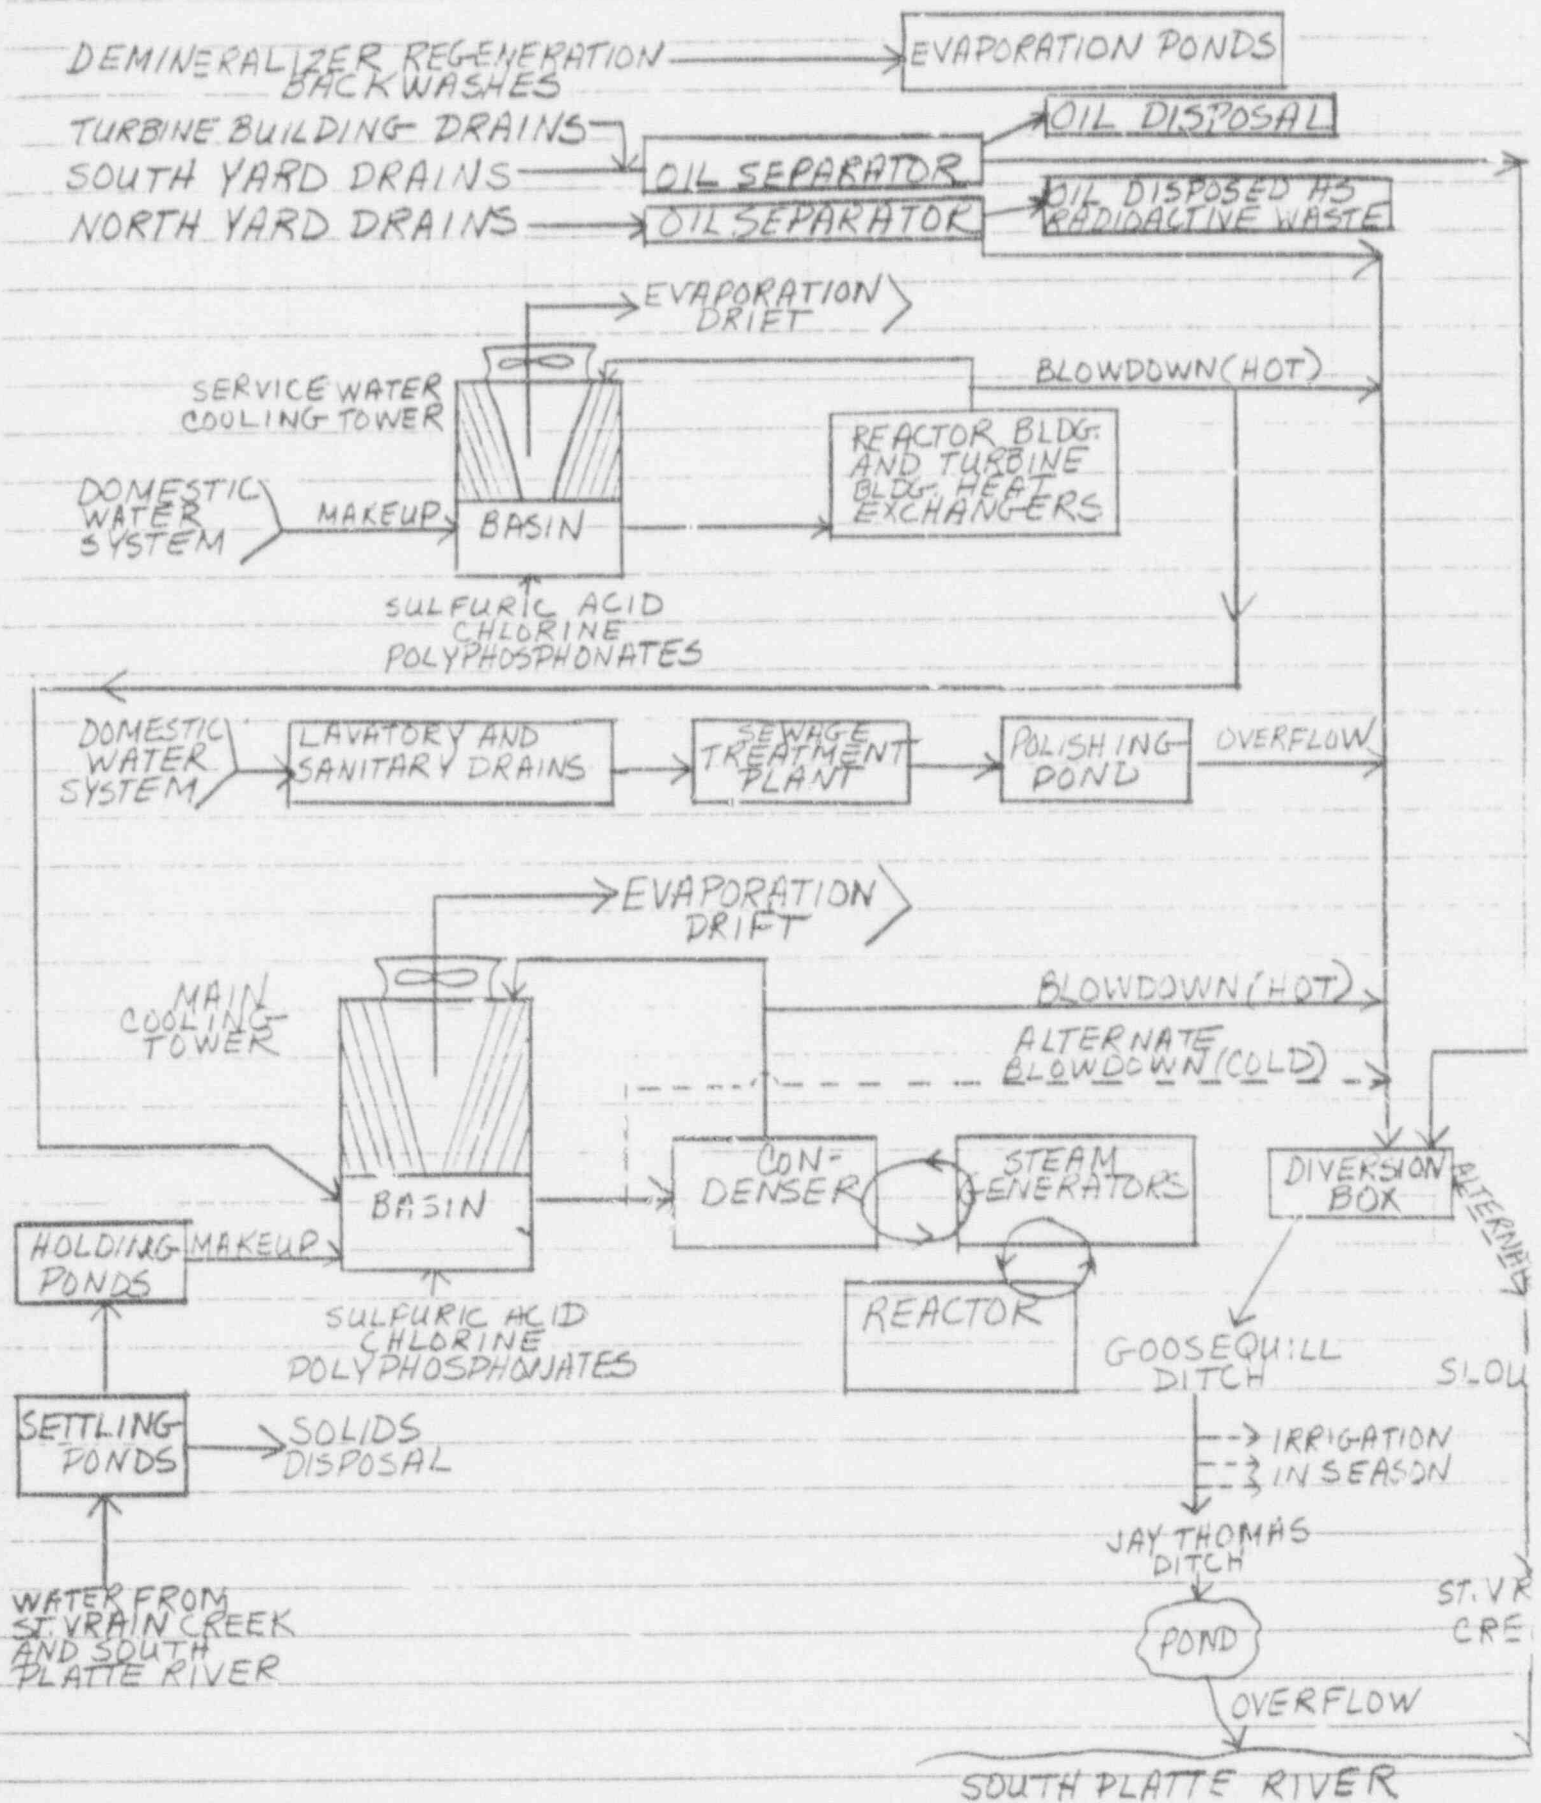 DEMINERALIZER REGENERATION
BACKWASHES
EVAPORATION PONDS
TURBINE BUILDING DRAINS
OIL DISPOSAL
SOUTH YARD DRAINS
OIL SEPARATOR
OIL DISPOSED AS
RADIOACTIVE WASTE
NORTH YARD DRAINS
OIL SEPARATOR
EVAPORATION
DRIFT
SERVICE WATER
COOLING TOWER
BLOWDOWN (HOT)
REACTOR BLDG.
AND TURBINE
BLDG. HEAT
EXCHANGERS
DOMESTIC
WATER
SYSTEM
MAKEUP
BASIN
SULFURIC ACID
CHLORINE
POLYPHOSPHONATES
DOMESTIC
WATER
SYSTEM
LAVATORY AND
SANITARY DRAINS
SEWAGE
TREATMENT
PLANT
POLISHING
POND
OVERFLOW
EVAPORATION
DRIFT
MAIN
COOLING
TOWER
BLOWDOWN (HOT)
ALTERNATE
BLOWDOWN (COLD)
BASIN
CON-
DENSER
STEAM
GENERATORS
DIVERSION
BOX
ALTERNATE
HOLDING
PONDS
MAKEUP
SULFURIC ACID
CHLORINE
POLYPHOSPHONATES
REACTOR
GOOSEQUILL
DITCH
SLOU
SETTLING
PONDS
SOLIDS
DISPOSAL
IRRIGATION
IN SEASON
JAY THOMAS
DITCH
WATER FROM
ST. VRAIN CREEK
AND SOUTH
PLATTE RIVER
POND
ST. VR
CRE
OVERFLOW
SOUTH PLATTE RIVER